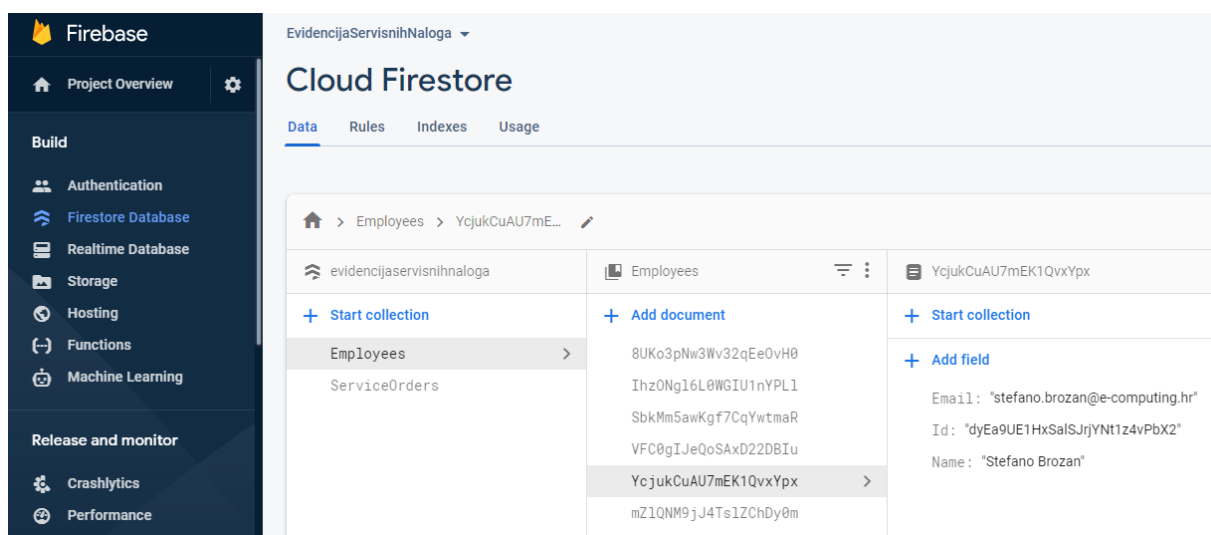 Firebase
Project Overview
Build
Authentication
Firestore Database
Realtime Database
Storage
Hosting
Functions
Machine Learning
Release and monitor
Crashlytics
Performance
EvidencijaServisnihNaloga
Cloud Firestore
Data Rules Indexes Usage
> Employees > YcjukCuAU7mE...
evidencijaservisnihnaloga
+ Start collection
Employees >
ServiceOrders
Employees
+ Add document
8UKo3pNw3Wv32qEeOvH0
IhzONgl6L0WGIU1nYPLl
SbkMm5awKgf7CqYwtmaR
VFC0gIJeQoSAxD22DBIu
YcjukCuAU7mEK1QvxYpx >
mZlQNM9jJ4TslZChDy0m
YcjukCuAU7mEK1QvxYpx
+ Start collection
+ Add field
Email: "stefano.brozan@e-computing.hr"
Id: "dyEa9UE1HxSalSJrjYNt1z4vPbX2"
Name: "Stefano Brozan"